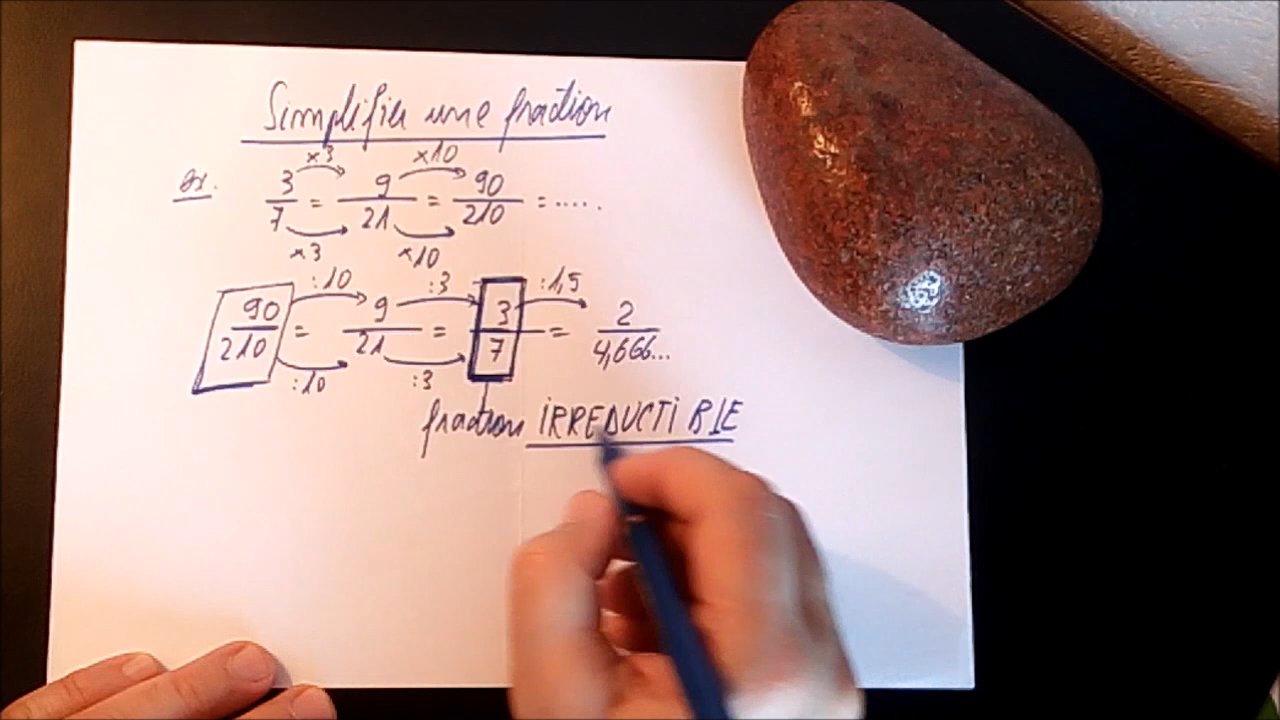 Simplifier une fraction
×3 ×10
ex. 3/7 = 9/21 = 90/210 = .....
×3 ×10
:10 :3 :1,5
90/210 = 9/21 = 3/7 = 2/4,666...
:10 :3
fraction IRREDUCTIBLE